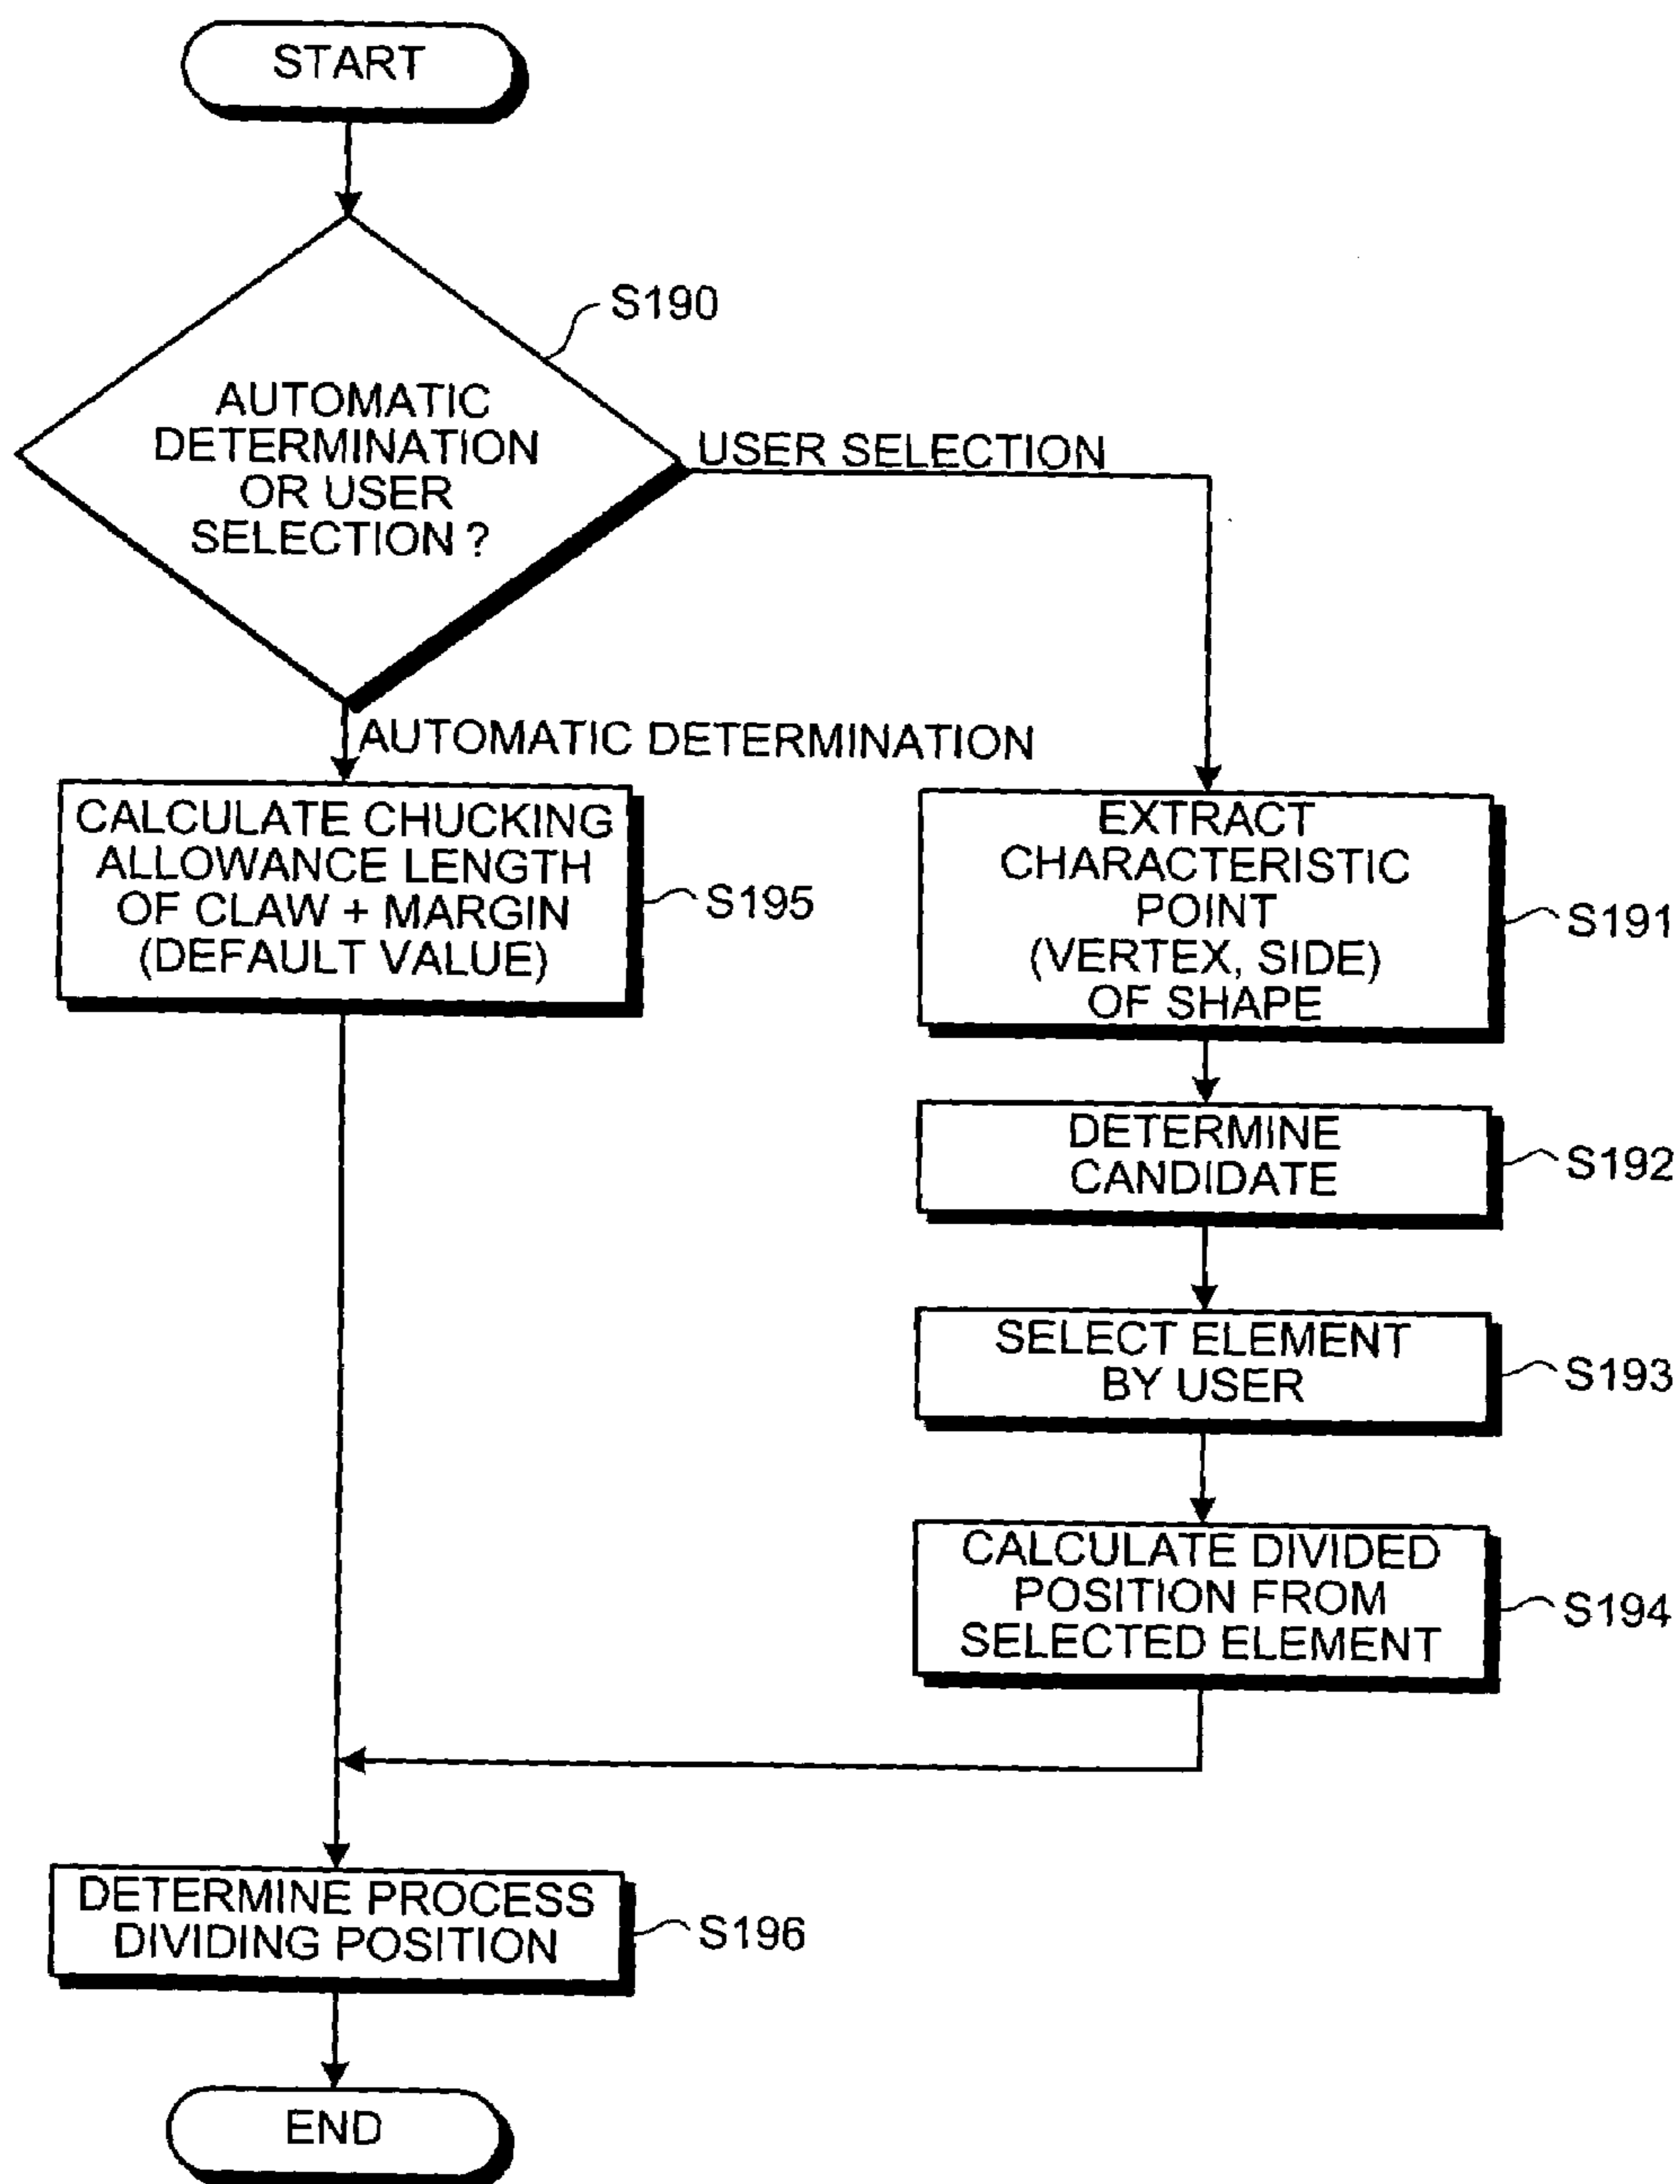 START
S190
AUTOMATIC
DETERMINATION
OR USER
SELECTION ?
USER SELECTION
AUTOMATIC DETERMINATION
CALCULATE CHUCKING
ALLOWANCE LENGTH
OF CLAW + MARGIN
(DEFAULT VALUE)
S195
EXTRACT
CHARACTERISTIC
POINT
(VERTEX, SIDE)
OF SHAPE
S191
DETERMINE
CANDIDATE
S192
SELECT ELEMENT
BY USER
S193
CALCULATE DIVIDED
POSITION FROM
SELECTED ELEMENT
S194
DETERMINE PROCESS
DIVIDING POSITION
S196
END